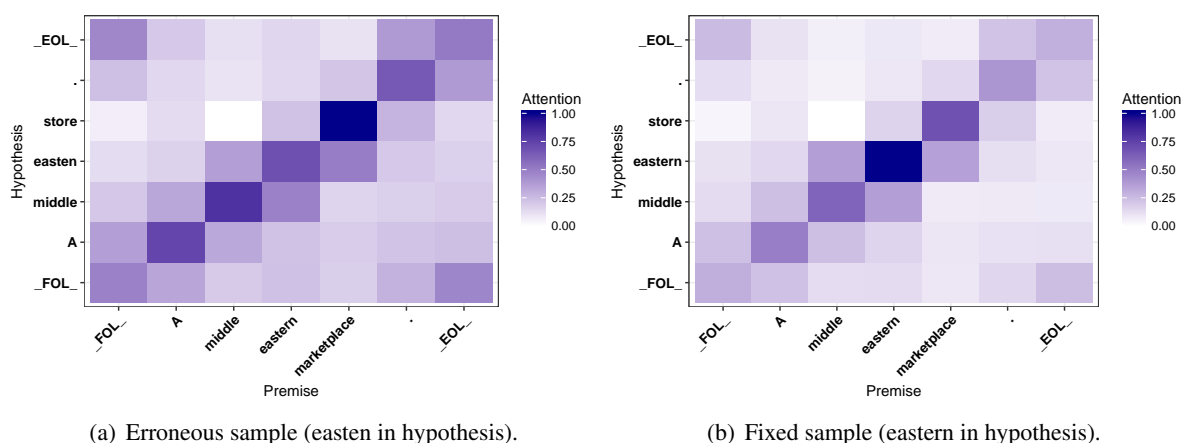 _EOL_
.
store
easten
middle
A
_FOL_
Hypothesis
_FOL_
A
middle
eastern
marketplace
.
_EOL_
Premise
Attention
1.00
0.75
0.50
0.25
0.00
(a) Erroneous sample (easten in hypothesis).
_EOL_
.
store
eastern
middle
A
_FOL_
Hypothesis
_FOL_
A
middle
eastern
marketplace
.
_EOL_
Premise
Attention
1.00
0.75
0.50
0.25
0.00
(b) Fixed sample (eastern in hypothesis).